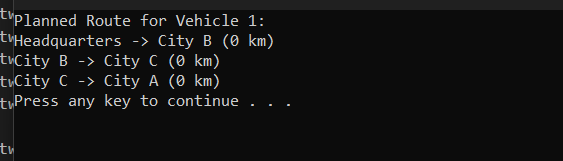 Planned Route for Vehicle 1:
Headquarters -> City B (0 km)
City B -> City C (0 km)
City C -> City A (0 km)
Press any key to continue . . .